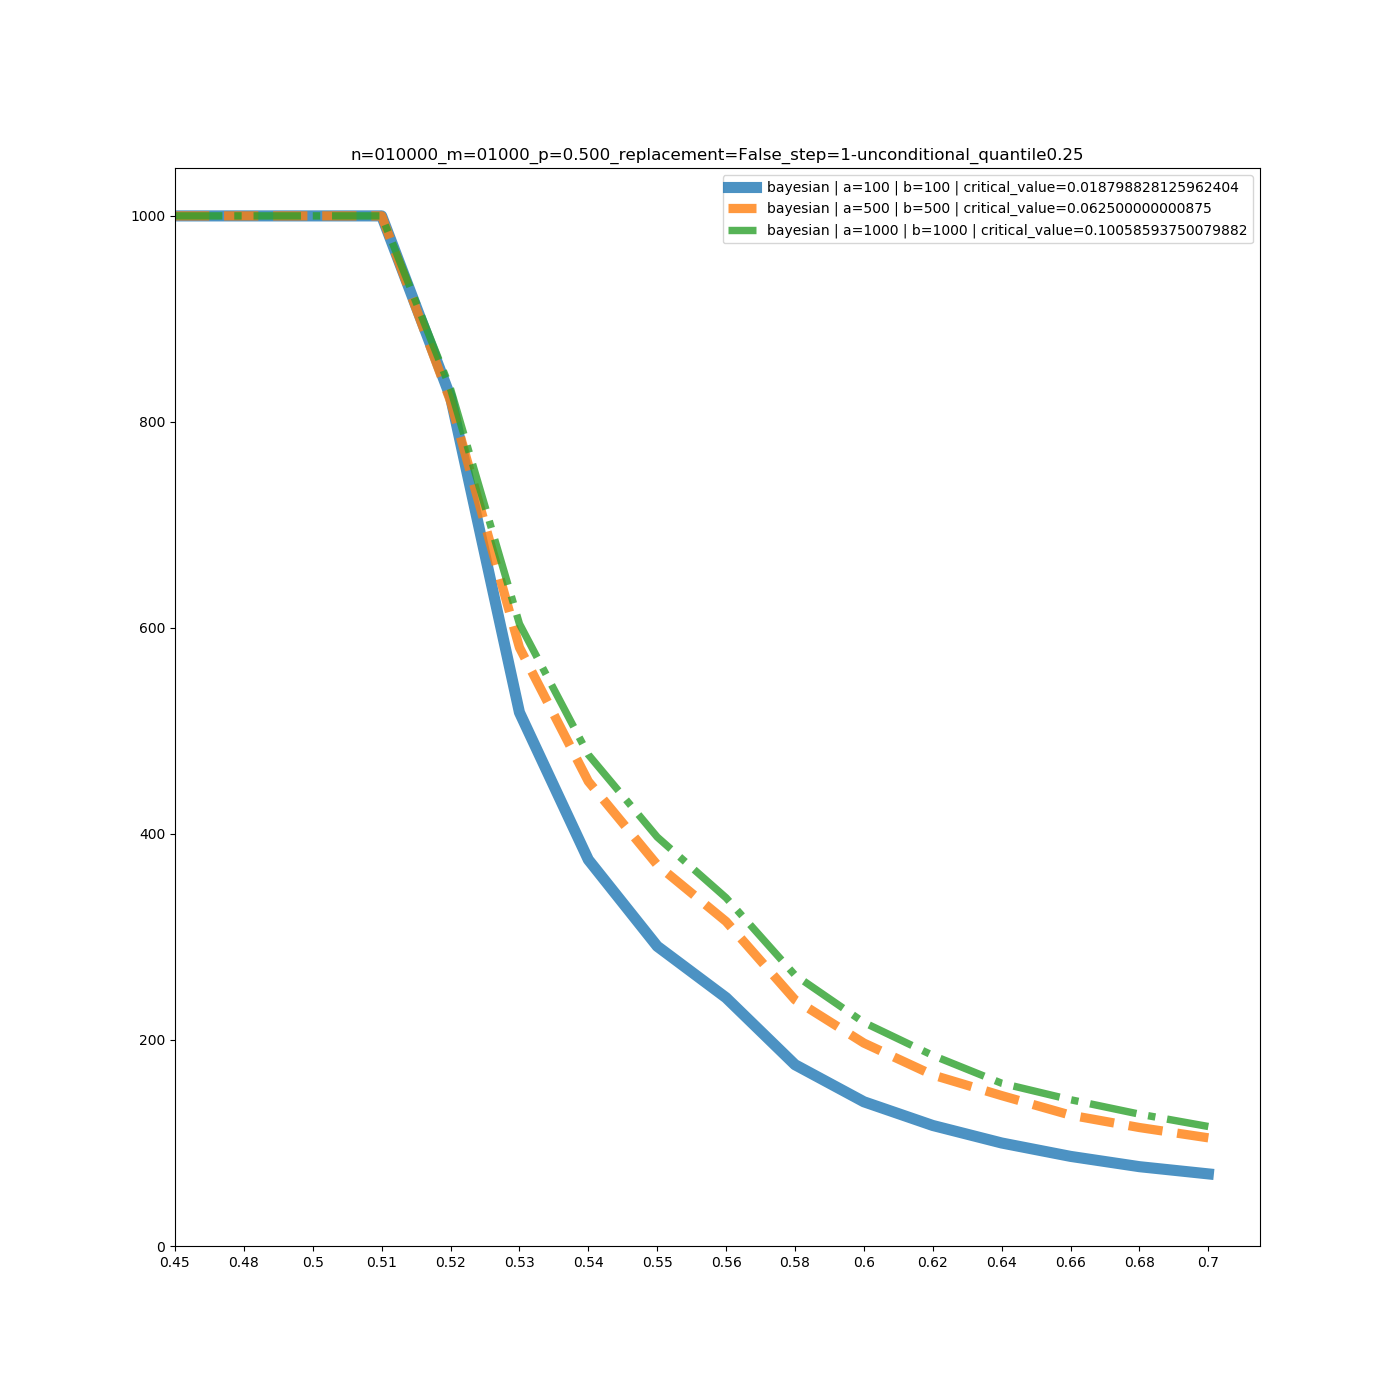 n=010000_m=01000_p=0.500_replacement=False_step=1-unconditional_quantile0.25
bayesian | a=100 | b=100 | critical_value=0.018798828125962404
bayesian | a=500 | b=500 | critical_value=0.062500000000875
bayesian | a=1000 | b=1000 | critical_value=0.10058593750079882
1000
800
600
400
200
0
0.45 0.48 0.5 0.51 0.52 0.53 0.54 0.55 0.56 0.58 0.6 0.62 0.64 0.66 0.68 0.7